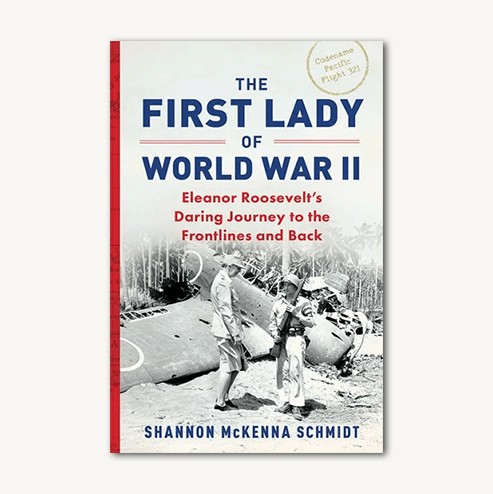 Codename
Pacific
Flight 321
THE
FIRST LADY
OF
WORLD WAR II
Eleanor Roosevelt's
Daring Journey to the
Frontlines and Back
SHANNON McKENNA SCHMIDT